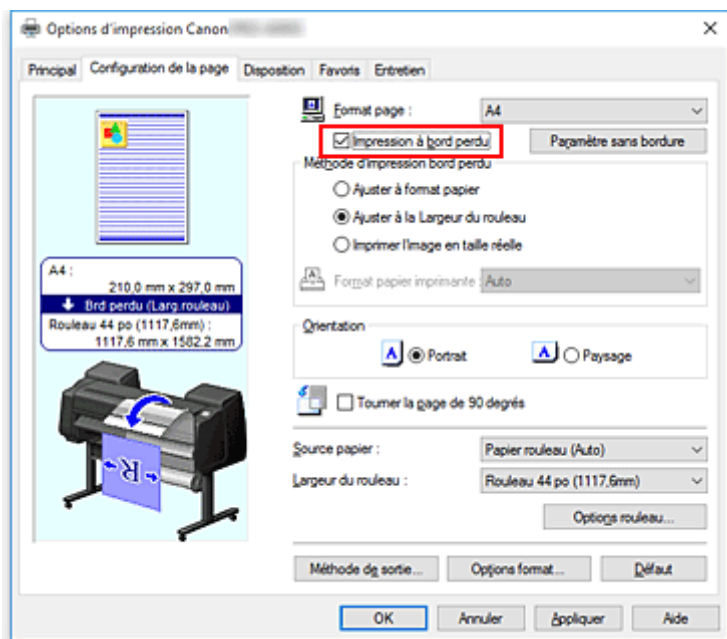 Options d'impression Canon
Principal Configuration de la page Disposition Favoris Entretien
Format page : A4
Impression à bord perdu Paramètre sans bordure
Méthode d'impression bord perdu
Ajuster à format papier
Ajuster à la Largeur du rouleau
Imprimer l'image en taille réelle
Format papier imprimante : Auto
A4 :
210,0 mm x 297,0 mm
Brd perdu (Larg.rouleau)
Rouleau 44 po (1117,6mm) :
1117,6 mm x 1582,2 mm
R
Orientation
A Portrait A Paysage
Tourner la page de 90 degrés
Source papier : Papier rouleau (Auto)
Largeur du rouleau : Rouleau 44 po (1117,6mm)
Options rouleau...
Méthode de sortie... Options format... Défaut
OK Annuler Appliquer Aide